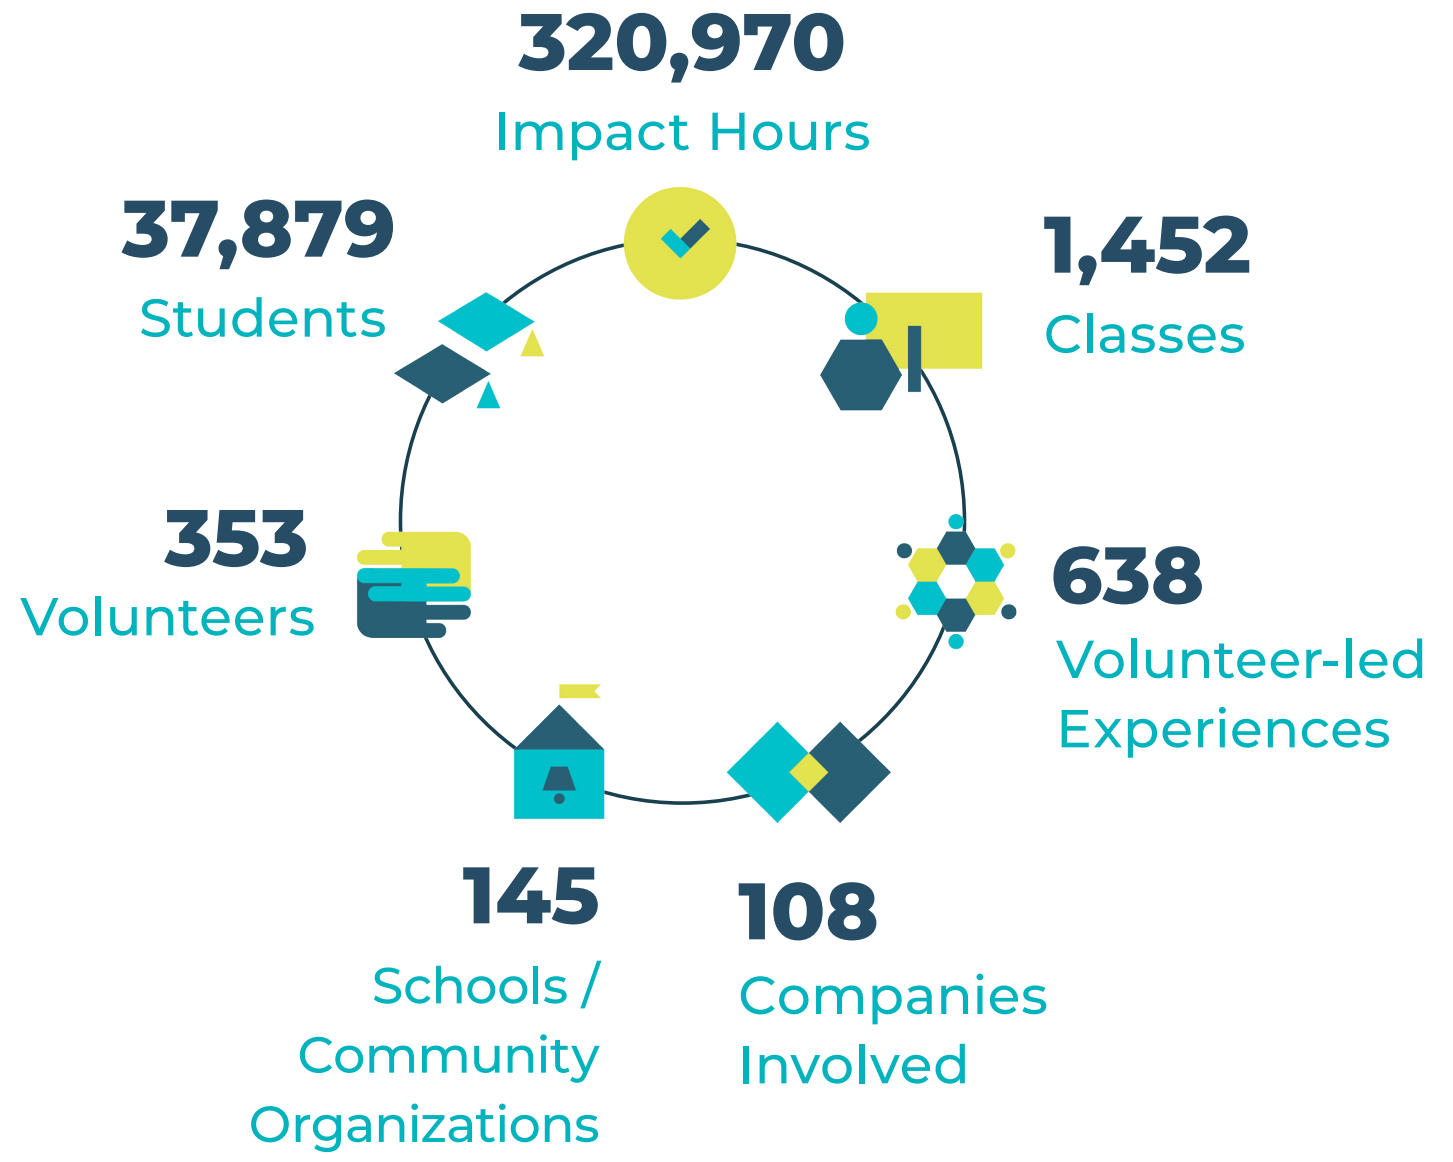 320,970
Impact Hours
37,879
Students
1,452
Classes
353
Volunteers
638
Volunteer-led
Experiences
145
Schools /
Community
Organizations
108
Companies
Involved